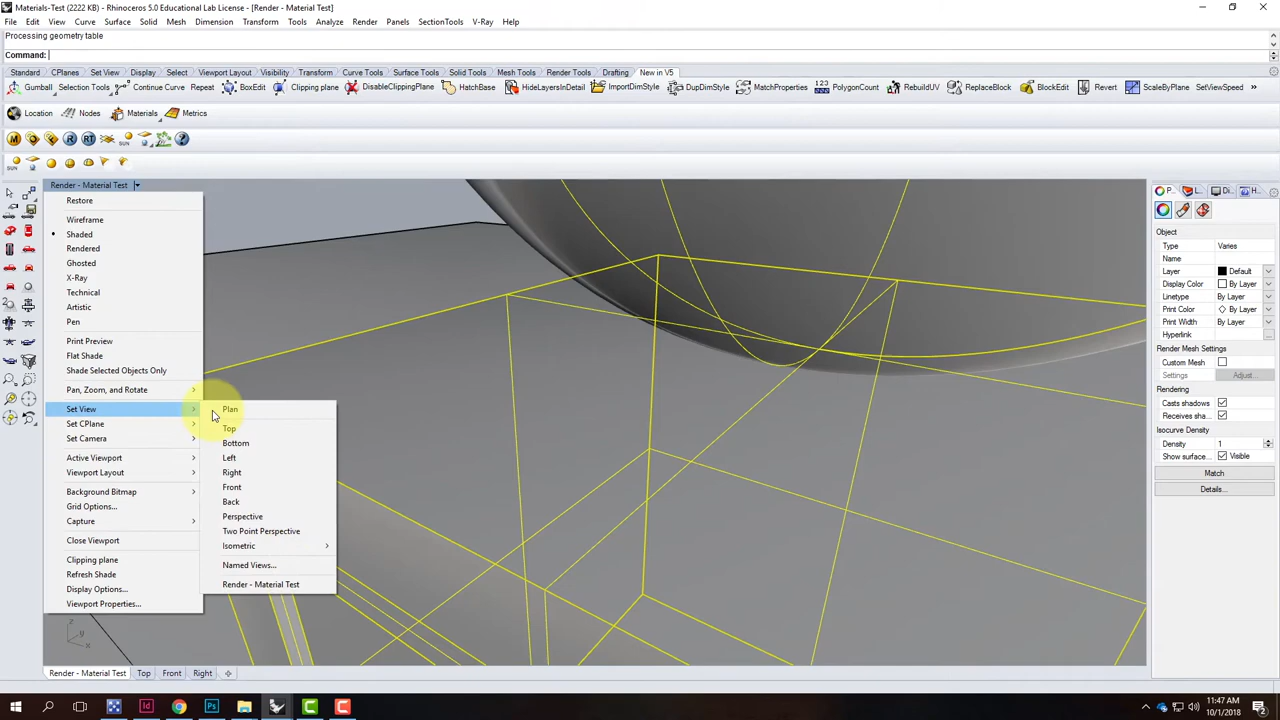 Materials-Test (2222 KB) - Rhinoceros 5.0 Educational Lab License - [Render - Material Test]
File Edit View Curve Surface Solid Mesh Dimension Transform Tools Analyze Render Panels SectionTools V-Ray Help
Processing geometry table
Command:
Standard CPlanes Set View Display Select Viewport Layout Visibility Transform Curve Tools Surface Tools Solid Tools Mesh Tools Render Tools Drafting New in V5
Gumball Selection Tools Continue Curve Repeat BoxEdit Clipping plane DisableClippingPlane HatchBase HideLayersInDetail ImportDimStyle DupDimStyle MatchProperties PolygonCount RebuildUV ReplaceBlock BlockEdit Revert ScaleByPlane SetViewSpeed »
Location Nodes Materials Metrics
M R RT SUN ?
SUN
Render - Material Test
P... L... Di... H...
Restore
Wireframe
Shaded
Rendered
Ghosted
X-Ray
Technical
Artistic
Pen
Print Preview
Flat Shade
Shade Selected Objects Only
Pan, Zoom, and Rotate
Set View
Set CPlane
Set Camera
Active Viewport
Viewport Layout
Background Bitmap
Grid Options...
Capture
Close Viewport
Clipping plane
Refresh Shade
Display Options...
Viewport Properties...
Plan
Top
Bottom
Left
Right
Front
Back
Perspective
Two Point Perspective
Isometric
Named Views...
Render - Material Test
Object
Type Varies
Name
Layer Default
Display Color By Layer
Linetype By Layer
Print Color By Layer
Print Width By Layer
Hyperlink ...
Render Mesh Settings
Custom Mesh
Settings Adjust...
Rendering
Casts shadows
Receives sha...
Isocurve Density
Density 1
Show surface... Visible
Match
Details...
z
y
x
Render - Material Test Top Front Right
Id Ps
11:47 AM
10/1/2018
2